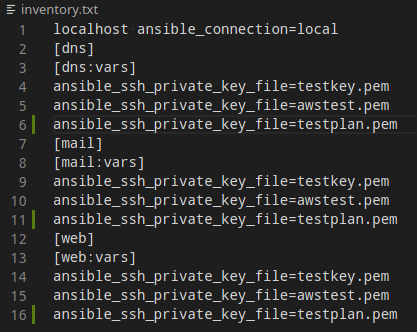 inventory.txt
1 localhost ansible_connection=local
2 [dns]
3 [dns:vars]
4 ansible_ssh_private_key_file=testkey.pem
5 ansible_ssh_private_key_file=awstest.pem
6 ansible_ssh_private_key_file=testplan.pem
7 [mail]
8 [mail:vars]
9 ansible_ssh_private_key_file=testkey.pem
10 ansible_ssh_private_key_file=awstest.pem
11 ansible_ssh_private_key_file=testplan.pem
12 [web]
13 [web:vars]
14 ansible_ssh_private_key_file=testkey.pem
15 ansible_ssh_private_key_file=awstest.pem
16 ansible_ssh_private_key_file=testplan.pem